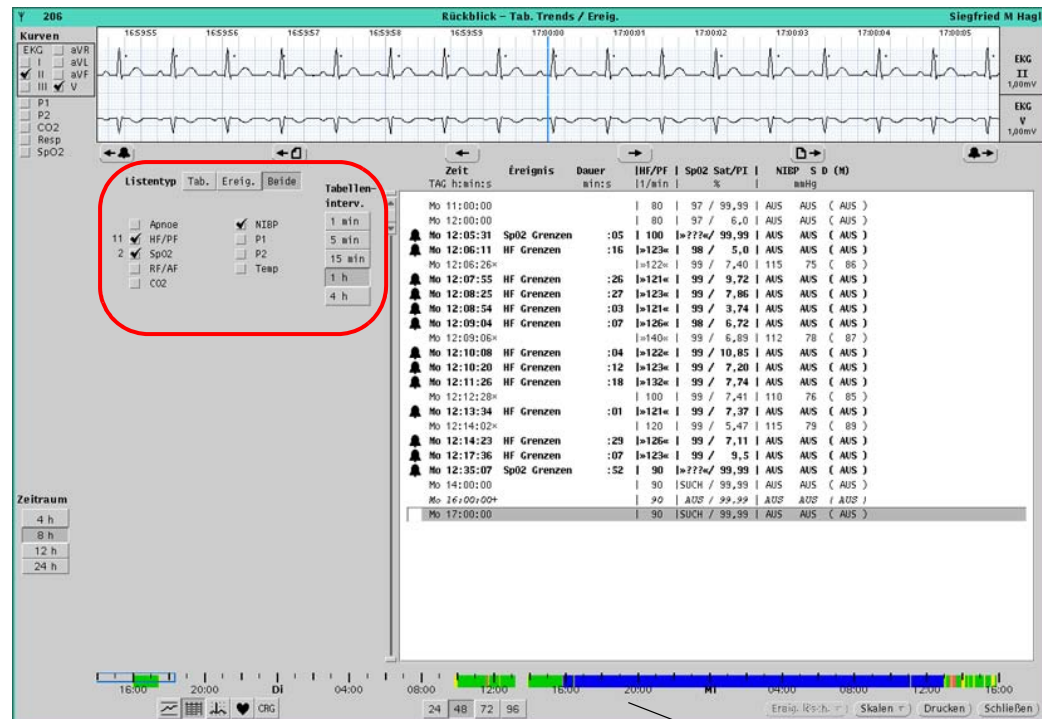 206 Rückblick – Tab. Trends / Ereig. Siegfried M Hagl
Kurven
EKG aVR
I aVL
II aVF
III V
P1
P2
CO2
Resp
SpO2
16:59:55 16:59:56 16:59:57 16:59:58 16:59:59 17:00:00 17:00:01 17:00:02 17:00:03 17:00:04 17:00:05
EKG
II
1,00mV
EKG
V
1,00mV
Listentyp Tab. Ereig. Beide
Tabellen-
interv.
1 min
5 min
15 min
1 h
4 h
Apnoe NIBP
11 HF/PF P1
2 SpO2 P2
RF/AF Temp
CO2
Zeit Ereignis Dauer |HF/PF | SpO2 Sat/PI | NIBP S D (M)
TAG h:min:s min:s |1/min | % | mmHg
Mo 11:00:00 | 80 | 97 / 99,99 | AUS AUS ( AUS )
Mo 12:00:00 | 80 | 97 / 6,0 | AUS AUS ( AUS )
Mo 12:05:31 SpO2 Grenzen :05 | 100 |»???«/ 99,99 | AUS AUS ( AUS )
Mo 12:06:11 HF Grenzen :16 |»123« | 98 / 5,0 | AUS AUS ( AUS )
Mo 12:06:26× |»122« | 99 / 7,40 | 115 75 ( 86 )
Mo 12:07:55 HF Grenzen :26 |»121« | 99 / 9,72 | AUS AUS ( AUS )
Mo 12:08:25 HF Grenzen :27 |»123« | 99 / 7,86 | AUS AUS ( AUS )
Mo 12:08:54 HF Grenzen :03 |»121« | 99 / 3,74 | AUS AUS ( AUS )
Mo 12:09:04 HF Grenzen :07 |»126« | 98 / 6,72 | AUS AUS ( AUS )
Mo 12:09:06× |»140« | 99 / 6,89 | 112 78 ( 87 )
Mo 12:10:08 HF Grenzen :04 |»122« | 99 / 10,85 | AUS AUS ( AUS )
Mo 12:10:20 HF Grenzen :12 |»123« | 99 / 7,20 | AUS AUS ( AUS )
Mo 12:11:26 HF Grenzen :18 |»132« | 99 / 7,74 | AUS AUS ( AUS )
Mo 12:12:28× | 100 | 99 / 7,41 | 110 76 ( 85 )
Mo 12:13:34 HF Grenzen :01 |»121« | 99 / 7,37 | AUS AUS ( AUS )
Mo 12:14:02× | 120 | 99 / 5,47 | 115 79 ( 89 )
Mo 12:14:23 HF Grenzen :29 |»126« | 99 / 7,11 | AUS AUS ( AUS )
Mo 12:17:36 HF Grenzen :07 |»123« | 99 / 9,5 | AUS AUS ( AUS )
Mo 12:35:07 SpO2 Grenzen :52 | 90 |»???«/ 99,99 | AUS AUS ( AUS )
Mo 14:00:00 | 90 |SUCH / 99,99 | AUS AUS ( AUS )
Mo 16:00:00+ | 90 | AUS / 99,99 | AUS AUS ( AUS )
Mo 17:00:00 | 90 |SUCH / 99,99 | AUS AUS ( AUS )
Zeitraum
4 h
8 h
12 h
24 h
16:00 20:00 Di 04:00 08:00 12:00 16:00 20:00 Mi 04:00 08:00 12:00 16:00
CRG 24 48 72 96 Ereig. lösch. Skalen Drucken Schließen